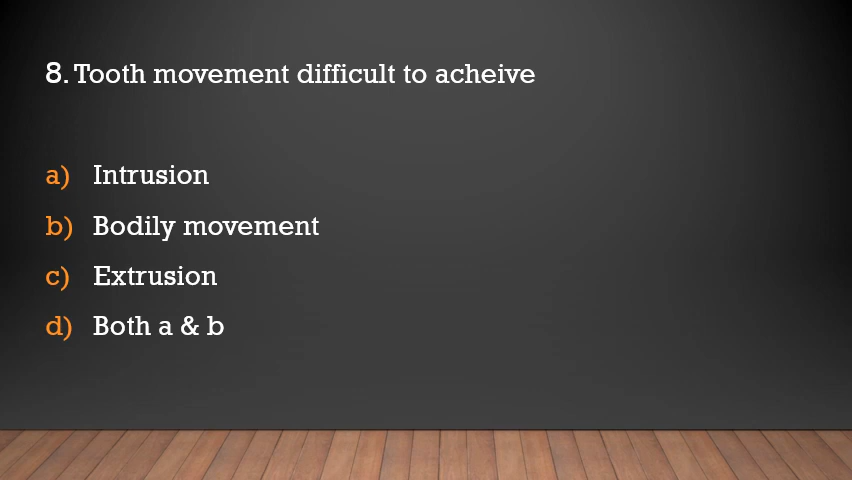 8. Tooth movement difficult to acheive
a) Intrusion
b) Bodily movement
c) Extrusion
d) Both a & b